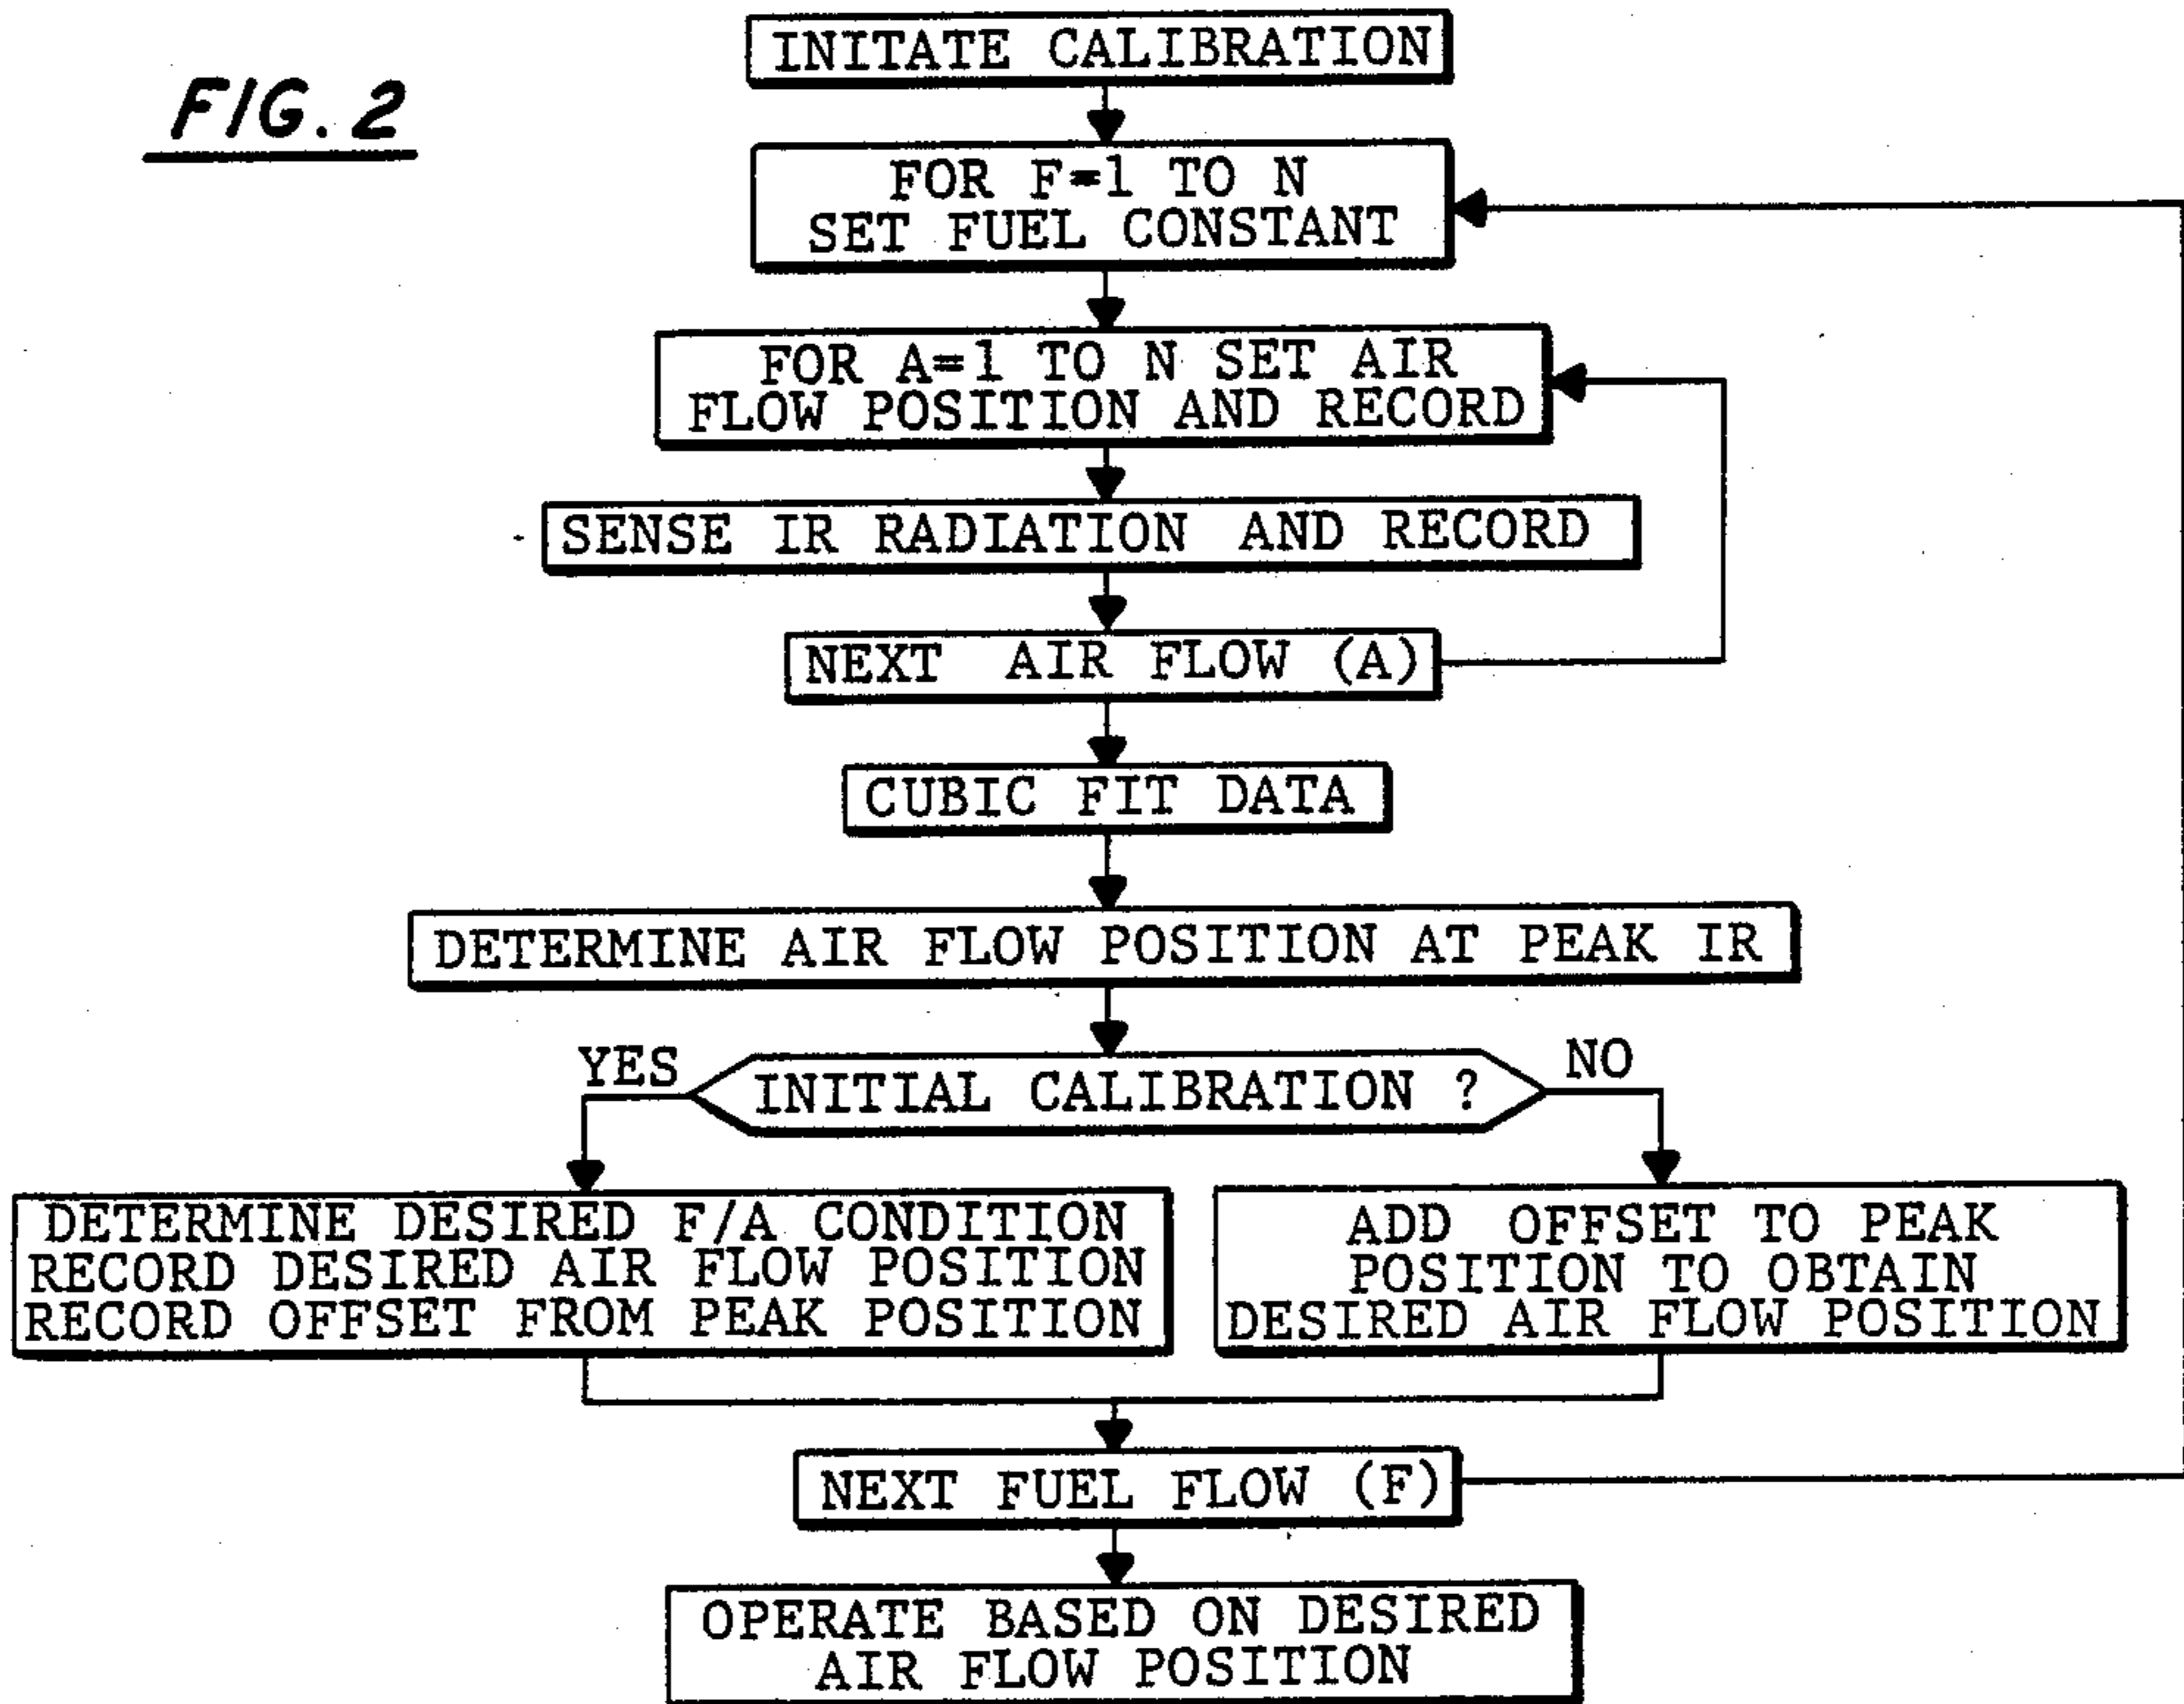 FIG. 2
INITATE CALIBRATION
FOR F=1 TO N
SET FUEL CONSTANT
FOR A=1 TO N SET AIR
FLOW POSITION AND RECORD
SENSE IR RADIATION AND RECORD
NEXT AIR FLOW (A)
CUBIC FIT DATA
DETERMINE AIR FLOW POSITION AT PEAK IR
YES
INITIAL CALIBRATION ?
NO
DETERMINE DESIRED F/A CONDITION
RECORD DESIRED AIR FLOW POSITION
RECORD OFFSET FROM PEAK POSITION
ADD OFFSET TO PEAK
POSITION TO OBTAIN
DESIRED AIR FLOW POSITION
NEXT FUEL FLOW (F)
OPERATE BASED ON DESIRED
AIR FLOW POSITION